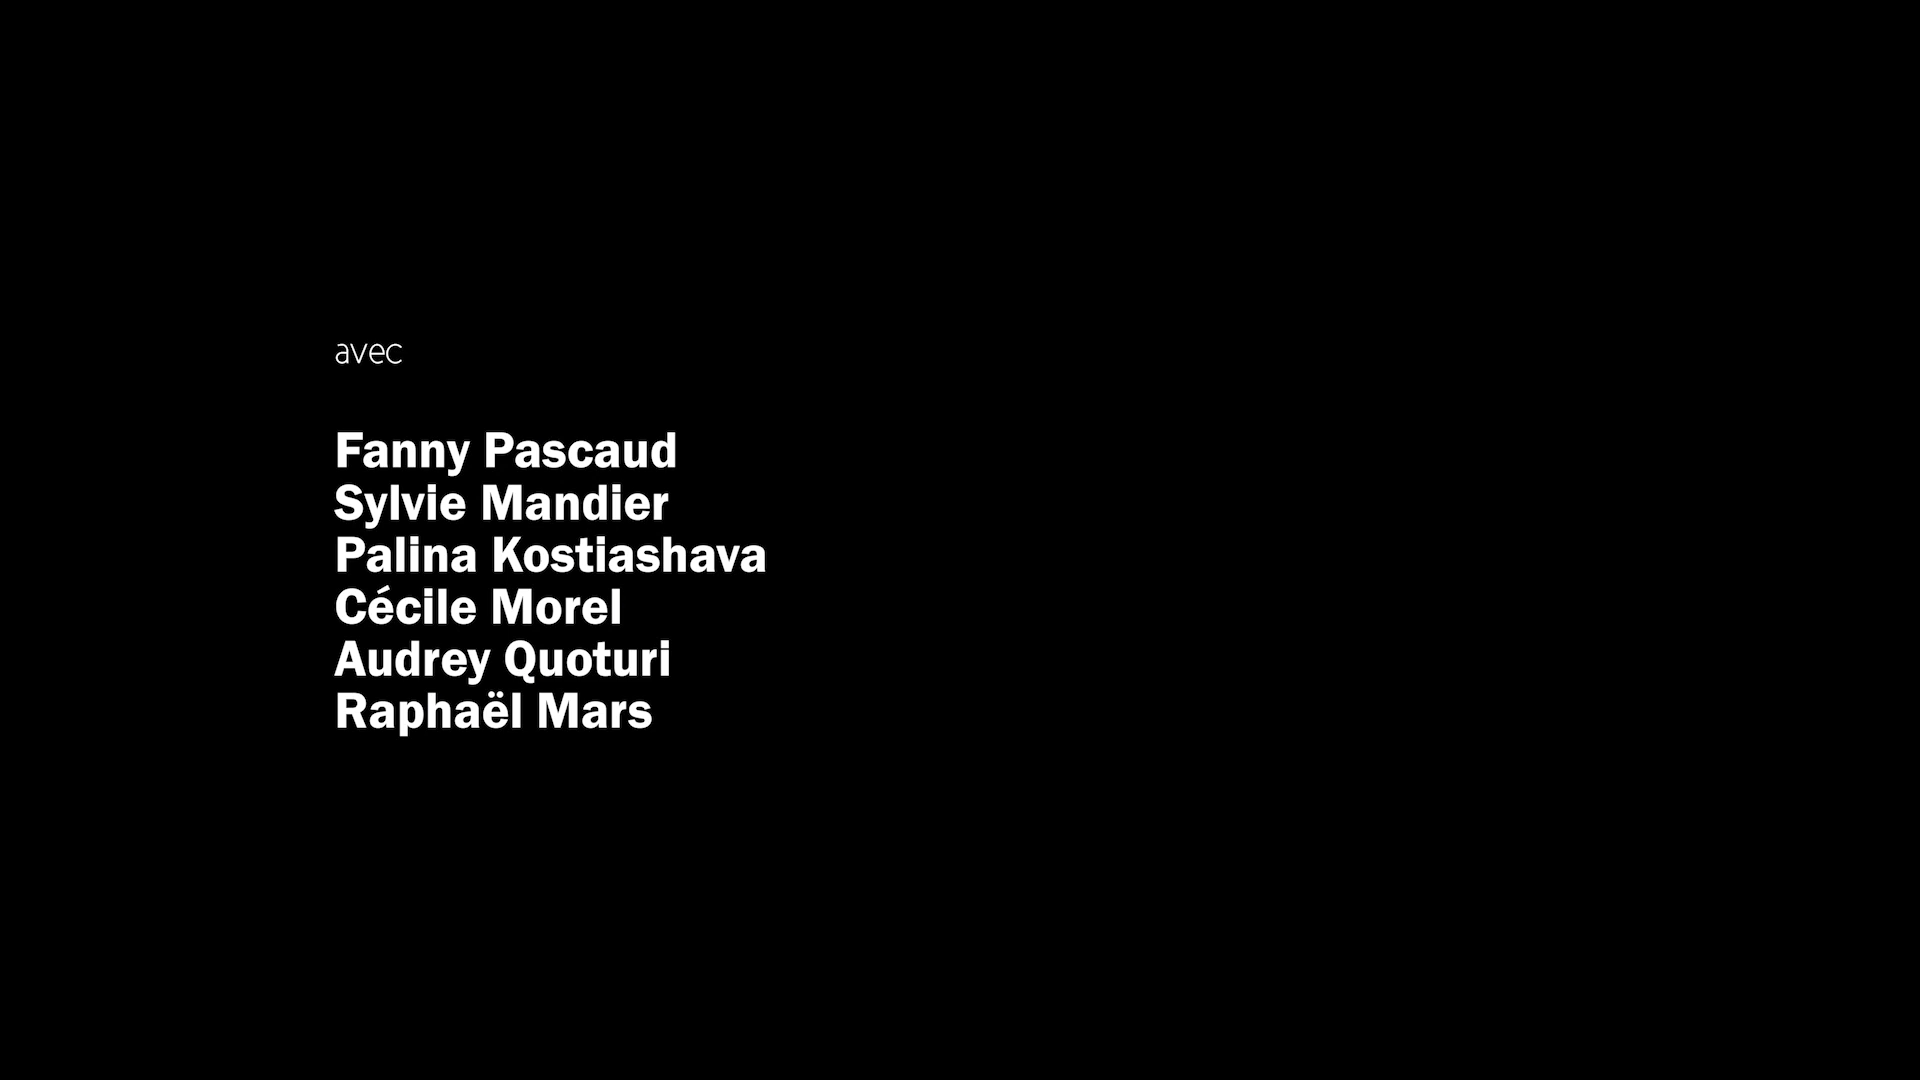 avec
Fanny Pascaud
Sylvie Mandier
Palina Kostiashava
Cécile Morel
Audrey Quoturi
Raphaël Mars